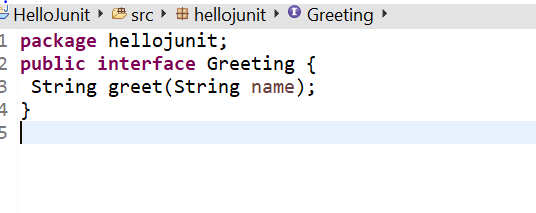 HelloJunit src hellojunit Greeting
1 package hellojunit;
2 public interface Greeting {
3 String greet(String name);
4 }
5